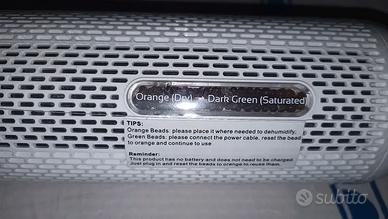 Orange (Dry) → Dark Green (Saturated)
TIPS:
Orange Beads: please place it where needed to dehumidify,
Green Beads: please connect the power cable, reset the bead
to orange and continue to use
Reminder:
This product has no battery and does not need to be charged
Just plug in and reset the beads to orange to reuse them.
subito